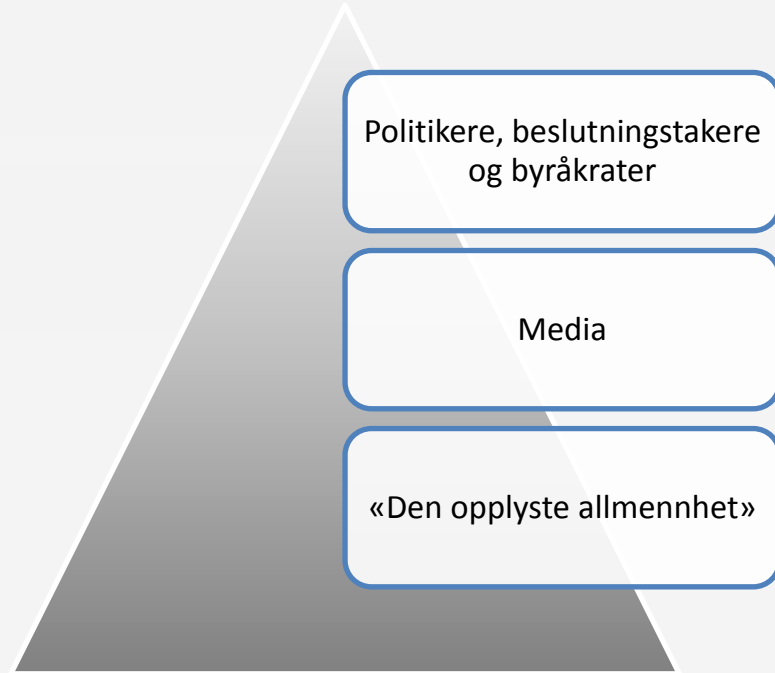 Politikere, beslutningstakere
og byråkrater
Media
«Den opplyste allmennhet»